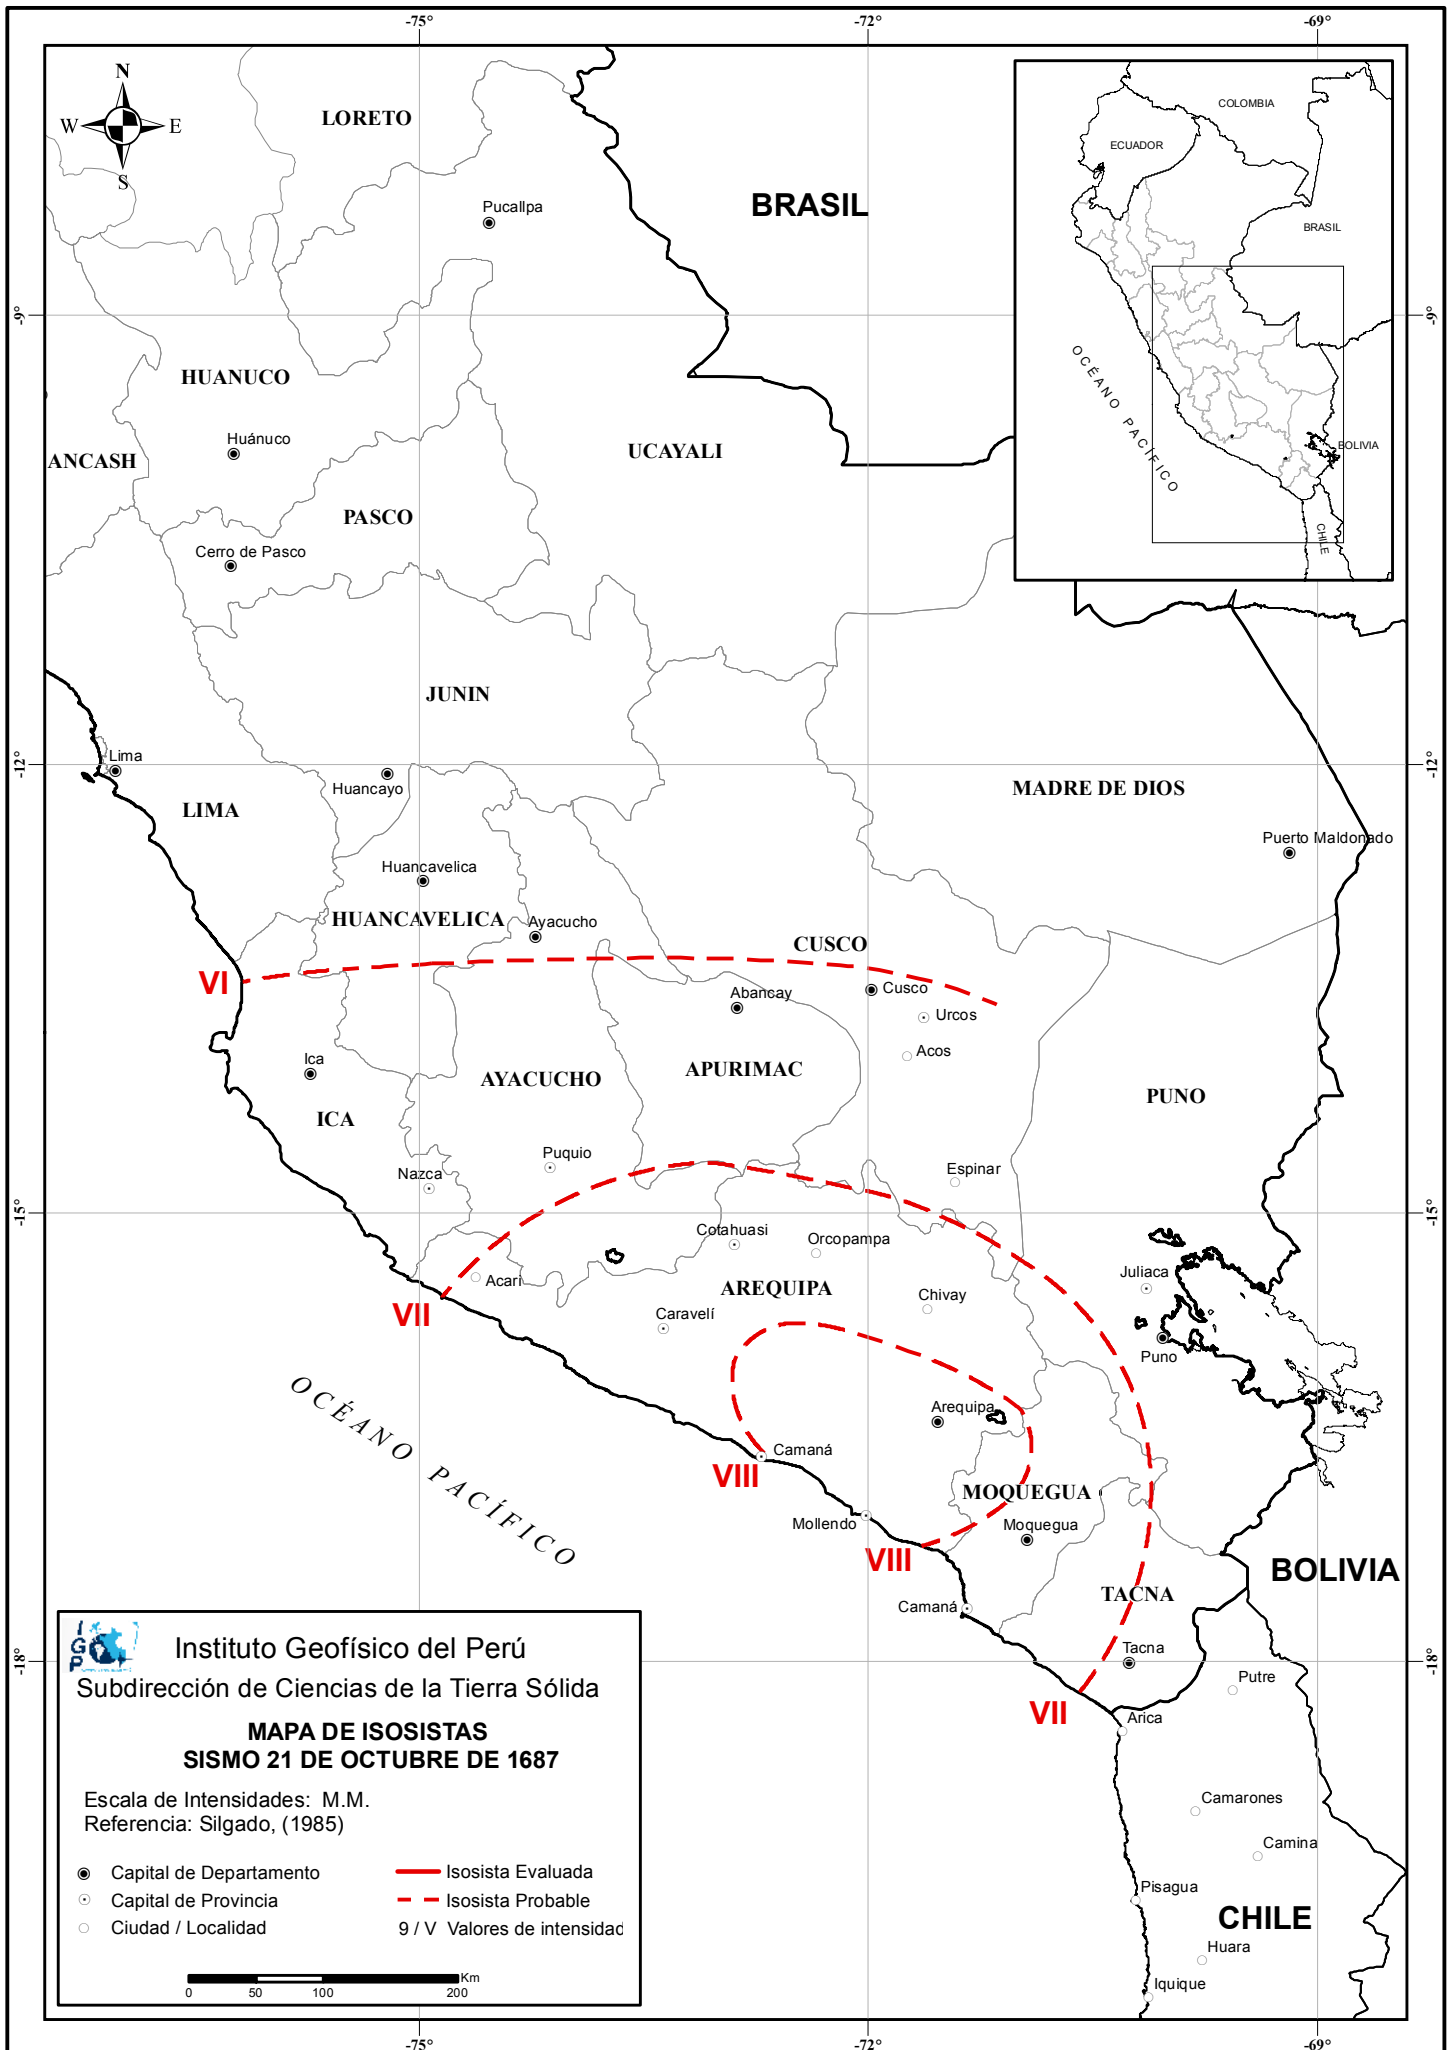 -75°
-72°
-69°
N
W
E
S
LORETO
COLOMBIA
ECUADOR
BRASIL
Pucallpa
BRASIL
-9°
-9°
OCÉANO PACÍFICO
HUANUCO
Huánuco
ANCASH
UCAYALI
BOLIVIA
PASCO
CHILE
Cerro de Pasco
JUNIN
Lima
-12°
-12°
Huancayo
MADRE DE DIOS
LIMA
Puerto Maldonado
Huancavelica
HUANCAVELICA
Ayacucho
CUSCO
VI
Abancay
Cusco
Urcos
Acos
Ica
AYACUCHO
APURIMAC
PUNO
ICA
Puquio
Nazca
Espinar
-15°
-15°
Cotahuasi
Orcopampa
Acari
AREQUIPA
Juliaca
Chivay
VII
Caravelí
Puno
OCÉANO PACÍFICO
Arequipa
Camaná
VIII
MOQUEGUA
Mollendo
Moquegua
VIII
BOLIVIA
TACNA
Camaná
Tacna
-18°
-18°
Putre
VII
Arica
Camarones
Camina
Pisagua
CHILE
Huara
Iquique
IGP
Instituto Geofísico del Perú
Subdirección de Ciencias de la Tierra Sólida
MAPA DE ISOSISTAS
SISMO 21 DE OCTUBRE DE 1687
Escala de Intensidades: M.M.
Referencia: Silgado, (1985)
Capital de Departamento
Isosista Evaluada
Capital de Provincia
Isosista Probable
Ciudad / Localidad
9 / V Valores de intensidad
Km
0 50 100 200
-75°
-72°
-69°